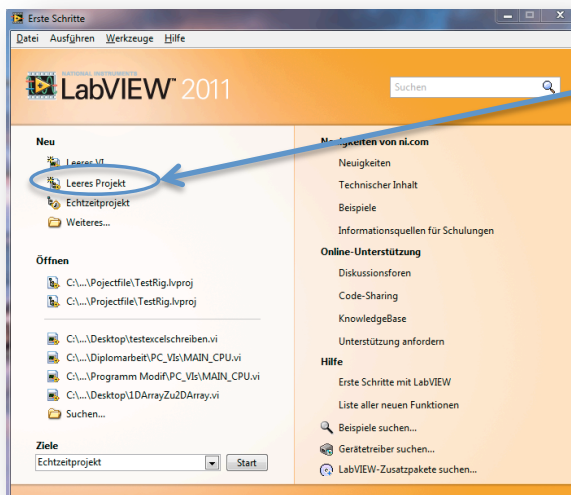 Erste Schritte
Datei Ausführen Werkzeuge Hilfe
NATIONAL INSTRUMENTS
LabVIEW™ 2011
Suchen
Neu
Leeres VI
Leeres Projekt
Echtzeitprojekt
Weiteres...
Öffnen
C:\...\Pojectfile\TestRig.lvproj
C:\...\Projectfile\TestRig.lvproj
C:\...\Desktop\testexcelschreiben.vi
C:\...\Diplomarbeit\PC_VIs\MAIN_CPU.vi
C:\...\Programm Modif\PC_VIs\MAIN_CPU.vi
C:\...\Desktop\1DArrayZu2DArray.vi
Suchen...
Ziele
Echtzeitprojekt Start
Neuigkeiten von ni.com
Neuigkeiten
Technischer Inhalt
Beispiele
Informationsquellen für Schulungen
Online-Unterstützung
Diskussionsforen
Code-Sharing
KnowledgeBase
Unterstützung anfordern
Hilfe
Erste Schritte mit LabVIEW
Liste aller neuen Funktionen
Beispiele suchen...
Gerätetreiber suchen...
LabVIEW-Zusatzpakete suchen...